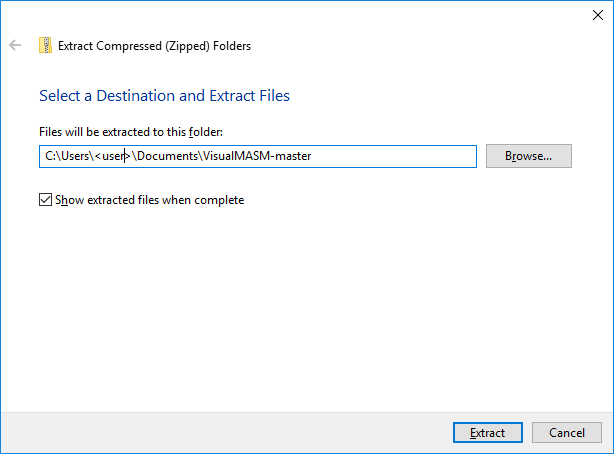 Extract Compressed (Zipped) Folders
Select a Destination and Extract Files
Files will be extracted to this folder:
C:\Users\<user>\Documents\VisualMASM-master
Browse...
Show extracted files when complete
Extract
Cancel